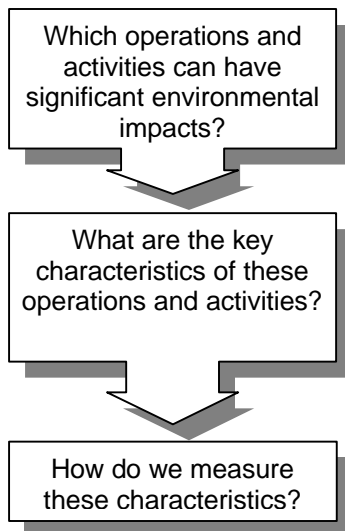 Which operations and
activities can have
significant environmental
impacts?
What are the key
characteristics of these
operations and activities?
How do we measure
these characteristics?